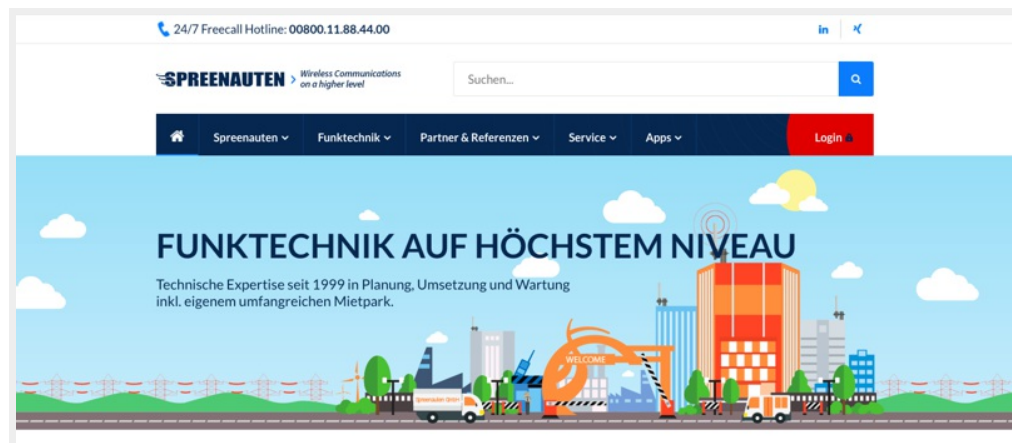 24/7 Freecall Hotline: 00800.11.88.44.00
in
SPREENAUTEN > Wireless Communications
on a higher level
Suchen...
Spreenauten Funktechnik Partner & Referenzen Service Apps Login
FUNKTECHNIK AUF HÖCHSTEM NIVEAU
Technische Expertise seit 1999 in Planung, Umsetzung und Wartung
inkl. eigenem umfangreichen Mietpark.
WELCOME
Spreenauten GmbH